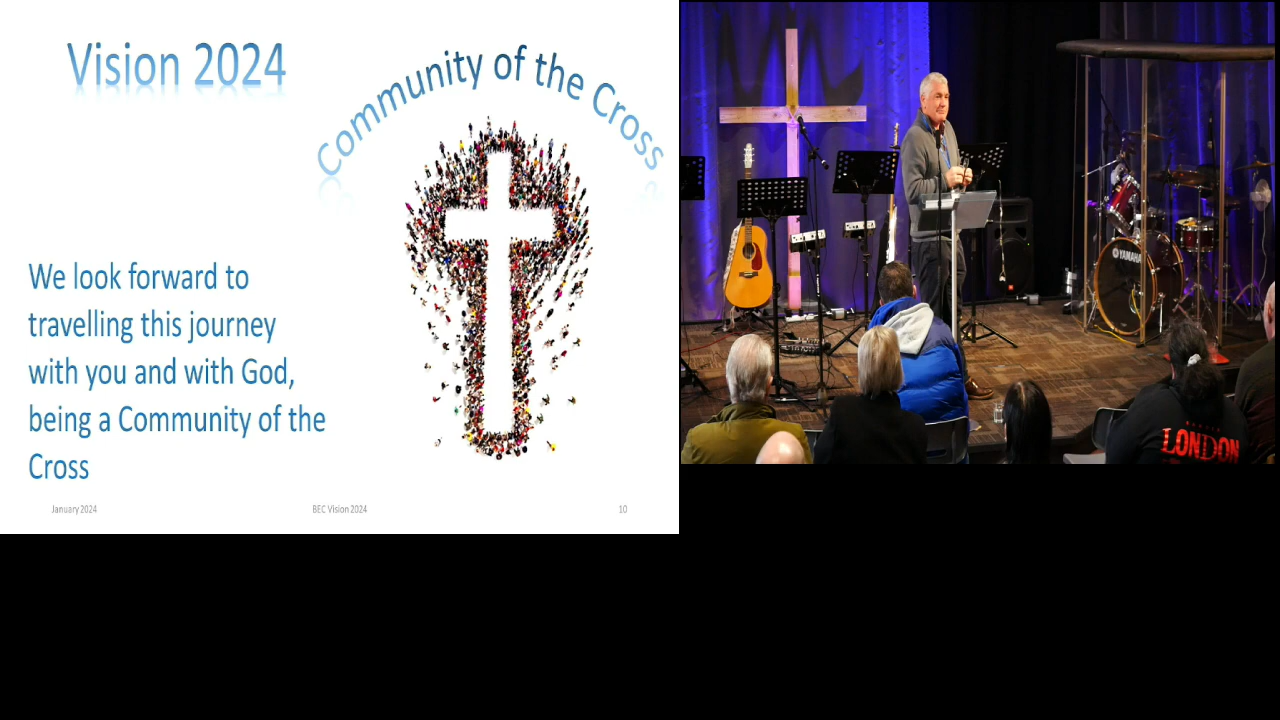 Vision 2024
Community of the Cross
We look forward to
travelling this journey
with you and with God,
being a Community of the
Cross
January 2024
BEC Vision 2024
10
YAMAHA
LONDON